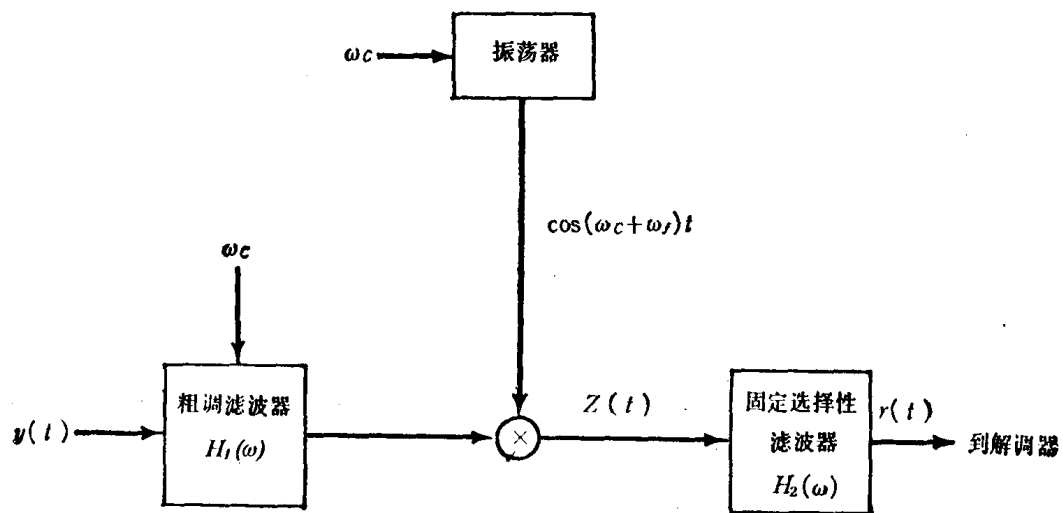 ωc
振荡器
cos(ωc+ωf)t
ωc
粗调滤波器
H1(ω)
y(t)
×
Z(t)
固定选择性
滤波器
H2(ω)
r(t)
到解调器